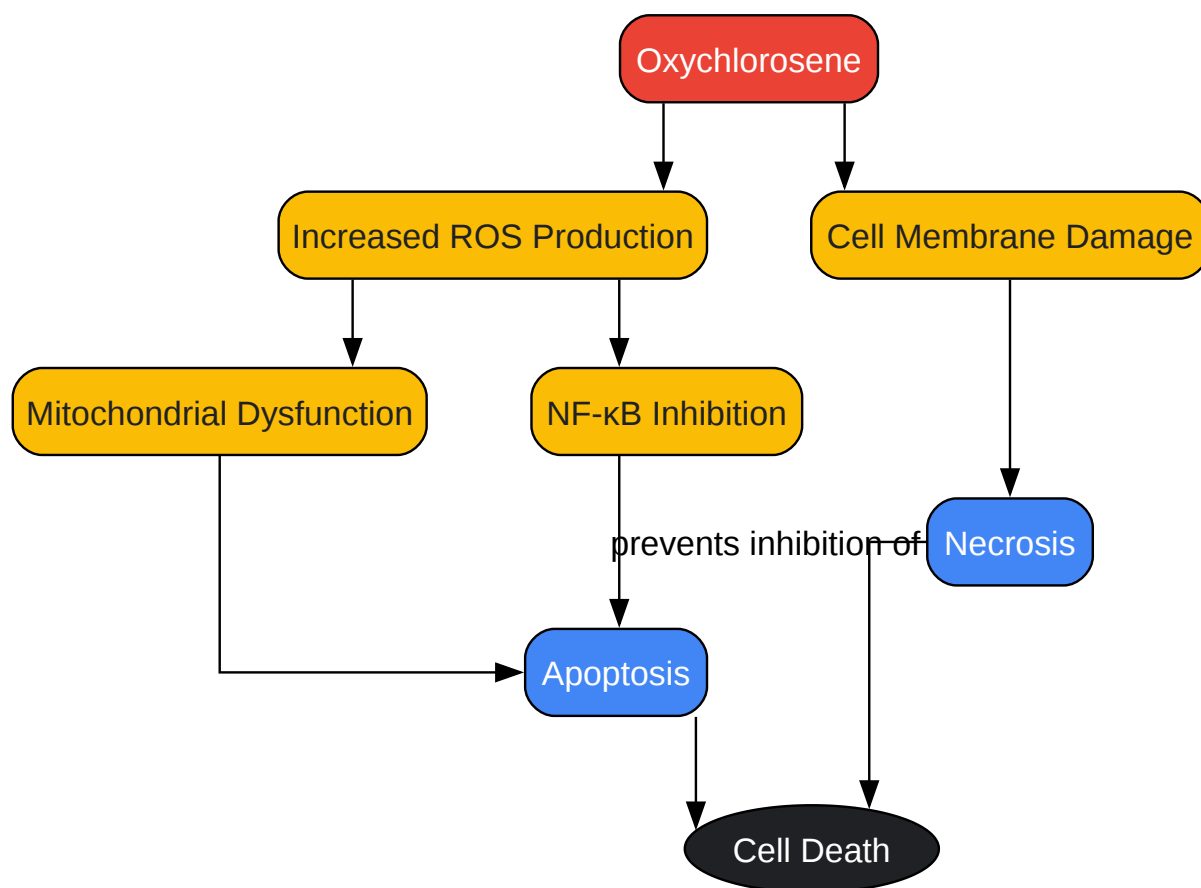 Oxychlorosene
Increased ROS Production
Cell Membrane Damage
Mitochondrial Dysfunction
NF-κB Inhibition
prevents inhibition of
Necrosis
Apoptosis
Cell Death